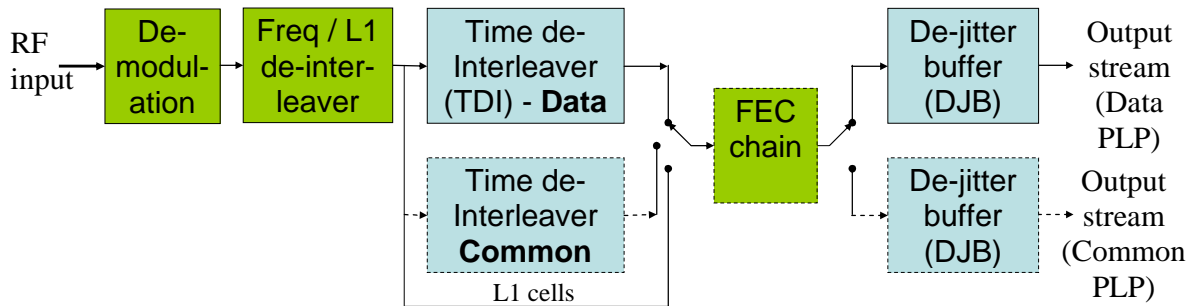 RF
input
De-
modul-
ation
Freq / L1
de-inter-
leaver
Time de-
Interleaver
(TDI) - Data
Time de-
Interleaver
Common
L1 cells
FEC
chain
De-jitter
buffer
(DJB)
Output
stream
(Data
PLP)
De-jitter
buffer
(DJB)
Output
stream
(Common
PLP)